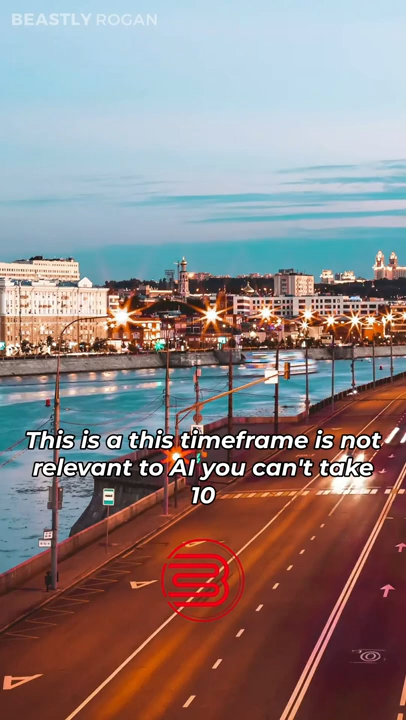 BEASTLY ROGAN
This is a this timeframe is not
relevant to AI you can't take
10